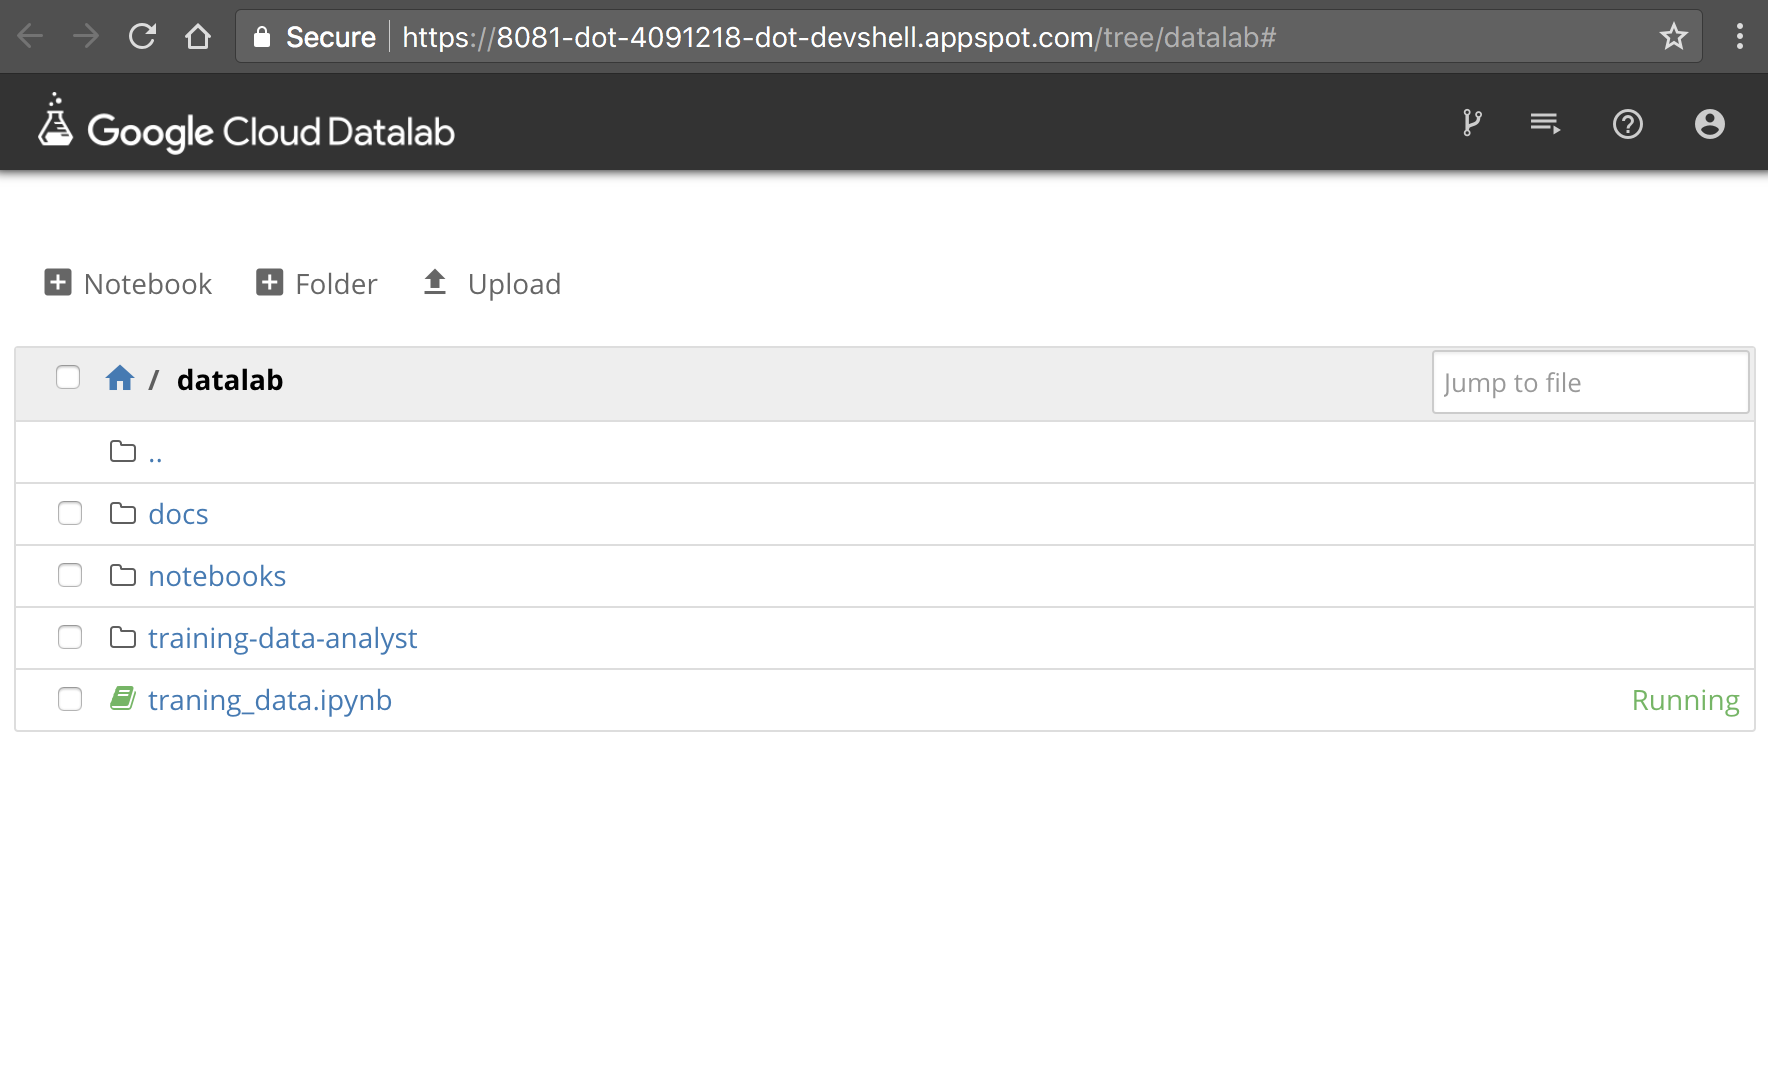 Secure https://8081-dot-4091218-dot-devshell.appspot.com/tree/datalab#
Google Cloud Datalab
Notebook Folder Upload
/ datalab Jump to file
..
docs
notebooks
training-data-analyst
traning_data.ipynb Running